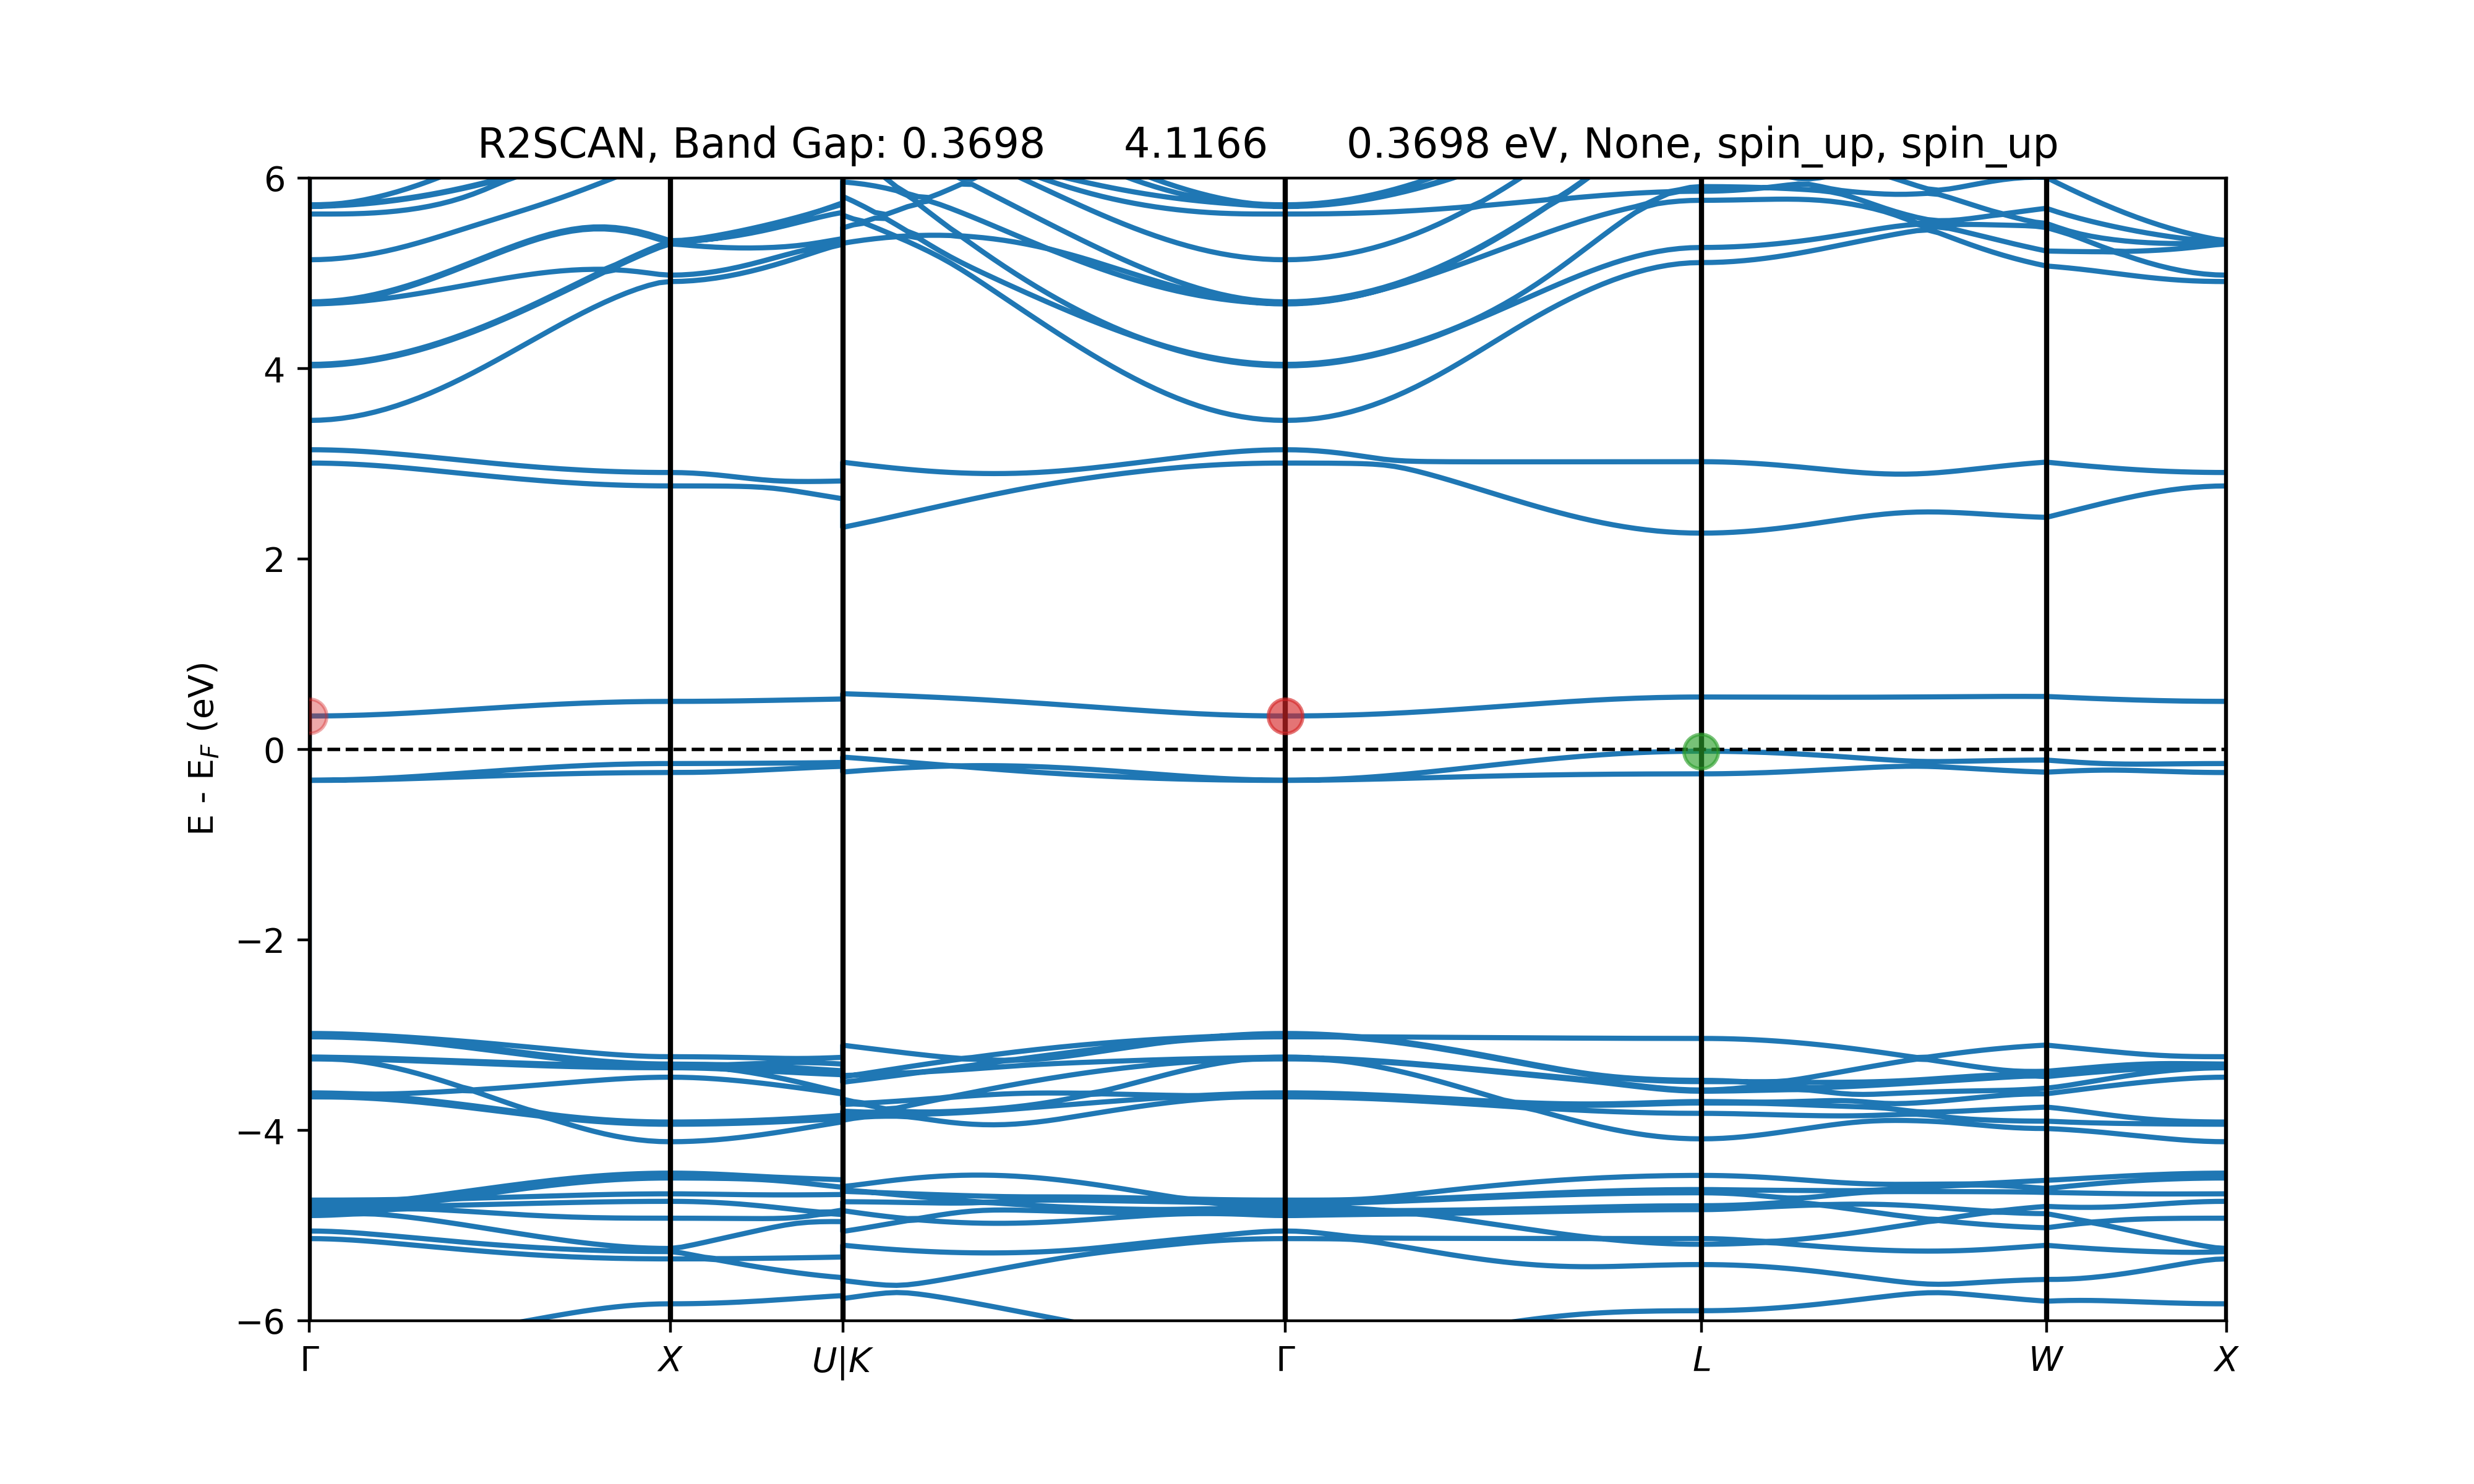 R2SCAN, Band Gap: 0.3698 4.1166 0.3698 eV, None, spin_up, spin_up
6
4
2
0
−2
−4
−6
E - E_F (eV)
Γ X U|K Γ L W X